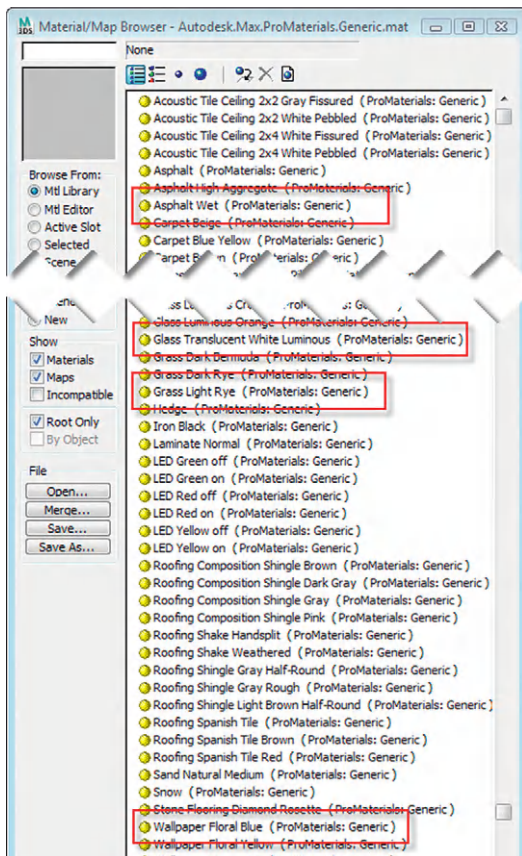 Material/Map Browser - Autodesk.Max.ProMaterials.Generic.mat
None
Browse From:
Mtl Library
Mtl Editor
Active Slot
Selected
Scene
New
Show
Materials
Maps
Incompatible
Root Only
By Object
File
Open...
Merge...
Save...
Save As...
Acoustic Tile Ceiling 2x2 Gray Fissured ( ProMaterials: Generic )
Acoustic Tile Ceiling 2x2 White Pebbled ( ProMaterials: Generic )
Acoustic Tile Ceiling 2x4 White Fissured ( ProMaterials: Generic )
Acoustic Tile Ceiling 2x4 White Pebbled ( ProMaterials: Generic )
Asphalt ( ProMaterials: Generic )
Asphalt High Aggregate ( ProMaterials: Generic )
Asphalt Wet ( ProMaterials: Generic )
Carpet Beige ( ProMaterials: Generic )
Carpet Blue Yellow ( ProMaterials: Generic )
Glass Luminous Orange ( ProMaterials: Generic )
Glass Translucent White Luminous ( ProMaterials: Generic )
Grass Dark Bermuda ( ProMaterials: Generic )
Grass Dark Rye ( ProMaterials: Generic )
Grass Light Rye ( ProMaterials: Generic )
Hedge ( ProMaterials: Generic )
Iron Black ( ProMaterials: Generic )
Laminate Normal ( ProMaterials: Generic )
LED Green off ( ProMaterials: Generic )
LED Green on ( ProMaterials: Generic )
LED Red off ( ProMaterials: Generic )
LED Red on ( ProMaterials: Generic )
LED Yellow off ( ProMaterials: Generic )
LED Yellow on ( ProMaterials: Generic )
Roofing Composition Shingle Brown ( ProMaterials: Generic )
Roofing Composition Shingle Dark Gray ( ProMaterials: Generic )
Roofing Composition Shingle Gray ( ProMaterials: Generic )
Roofing Composition Shingle Pink ( ProMaterials: Generic )
Roofing Shake Handsplit ( ProMaterials: Generic )
Roofing Shake Weathered ( ProMaterials: Generic )
Roofing Shingle Gray Half-Round ( ProMaterials: Generic )
Roofing Shingle Gray Rough ( ProMaterials: Generic )
Roofing Shingle Light Brown Half-Round ( ProMaterials: Generic )
Roofing Spanish Tile ( ProMaterials: Generic )
Roofing Spanish Tile Brown ( ProMaterials: Generic )
Roofing Spanish Tile Red ( ProMaterials: Generic )
Sand Natural Medium ( ProMaterials: Generic )
Snow ( ProMaterials: Generic )
Stone Flooring Diamond Rosette ( ProMaterials: Generic )
Wallpaper Floral Blue ( ProMaterials: Generic )
Wallpaper Floral Yellow ( ProMaterials: Generic )